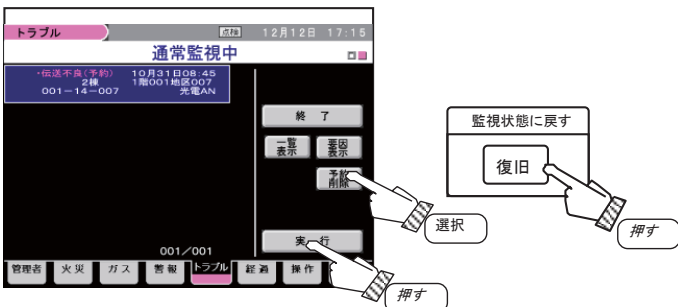 トラブル 点検 12月12日 17:15
通常監視中
・伝送不良(予約) 10月31日08:45
2棟 1階001地区007
001−14−007 光電AN
終 了
一覧表示 要因表示
予約削除
実 行
001/001
管理者 火災 ガス 警報 トラブル 経過 操作
選択
押す
監視状態に戻す
復旧
押す